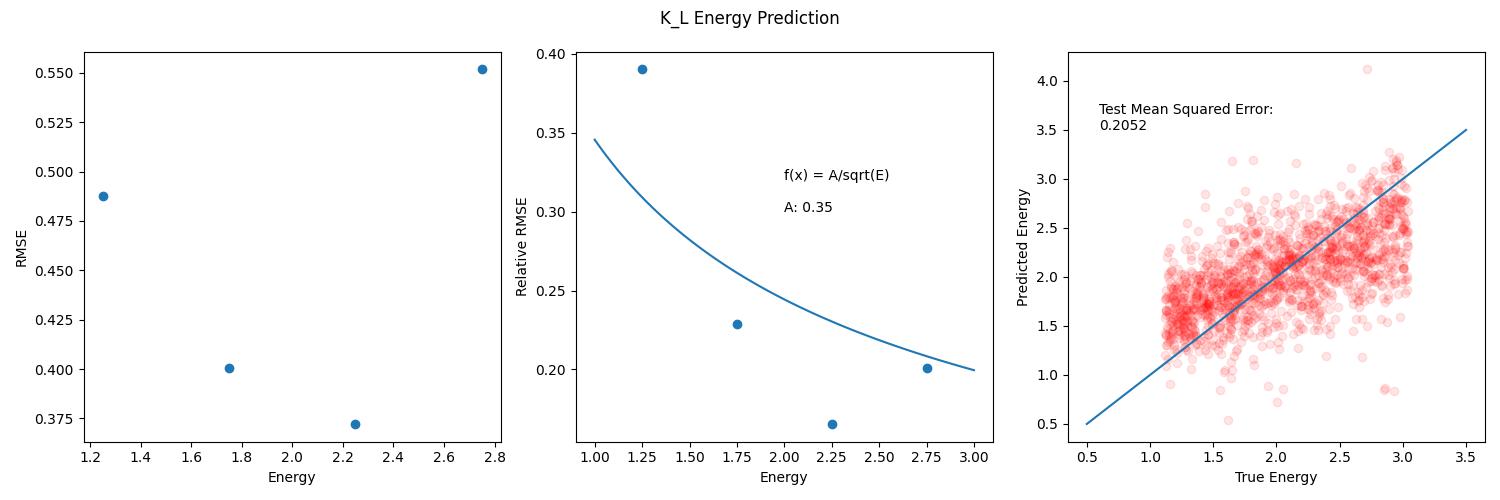 K_L Energy Prediction
0.550
0.525
0.500
0.475
0.450
0.425
0.400
0.375
RMSE
1.2 1.4 1.6 1.8 2.0 2.2 2.4 2.6 2.8
Energy
0.40
0.35
0.30
0.25
0.20
Relative RMSE
f(x) = A/sqrt(E)
A: 0.35
1.00 1.25 1.50 1.75 2.00 2.25 2.50 2.75 3.00
Energy
4.0
3.5
3.0
2.5
2.0
1.5
1.0
0.5
Predicted Energy
Test Mean Squared Error:
0.2052
0.5 1.0 1.5 2.0 2.5 3.0 3.5
True Energy